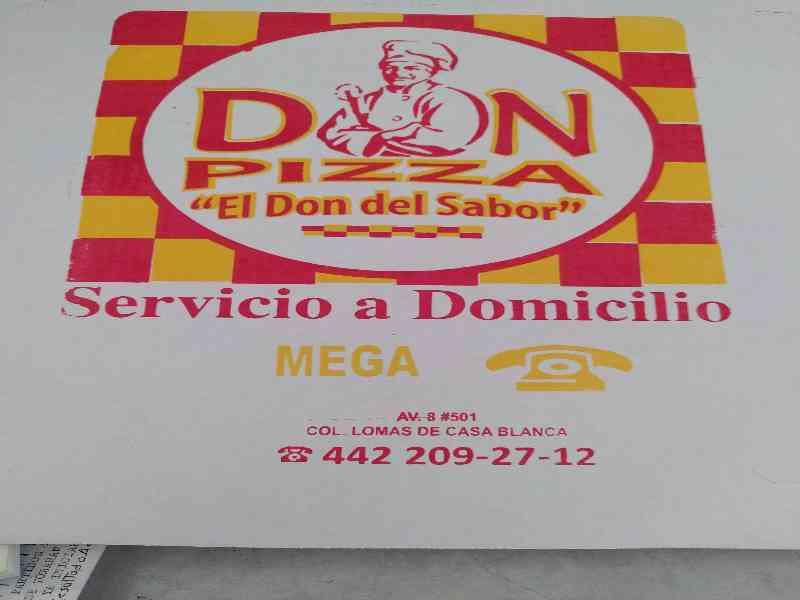 DON
PIZZA
"El Don del Sabor"
Servicio a Domicilio
MEGA
AV. 8 #501
COL. LOMAS DE CASA BLANCA
442 209-27-12